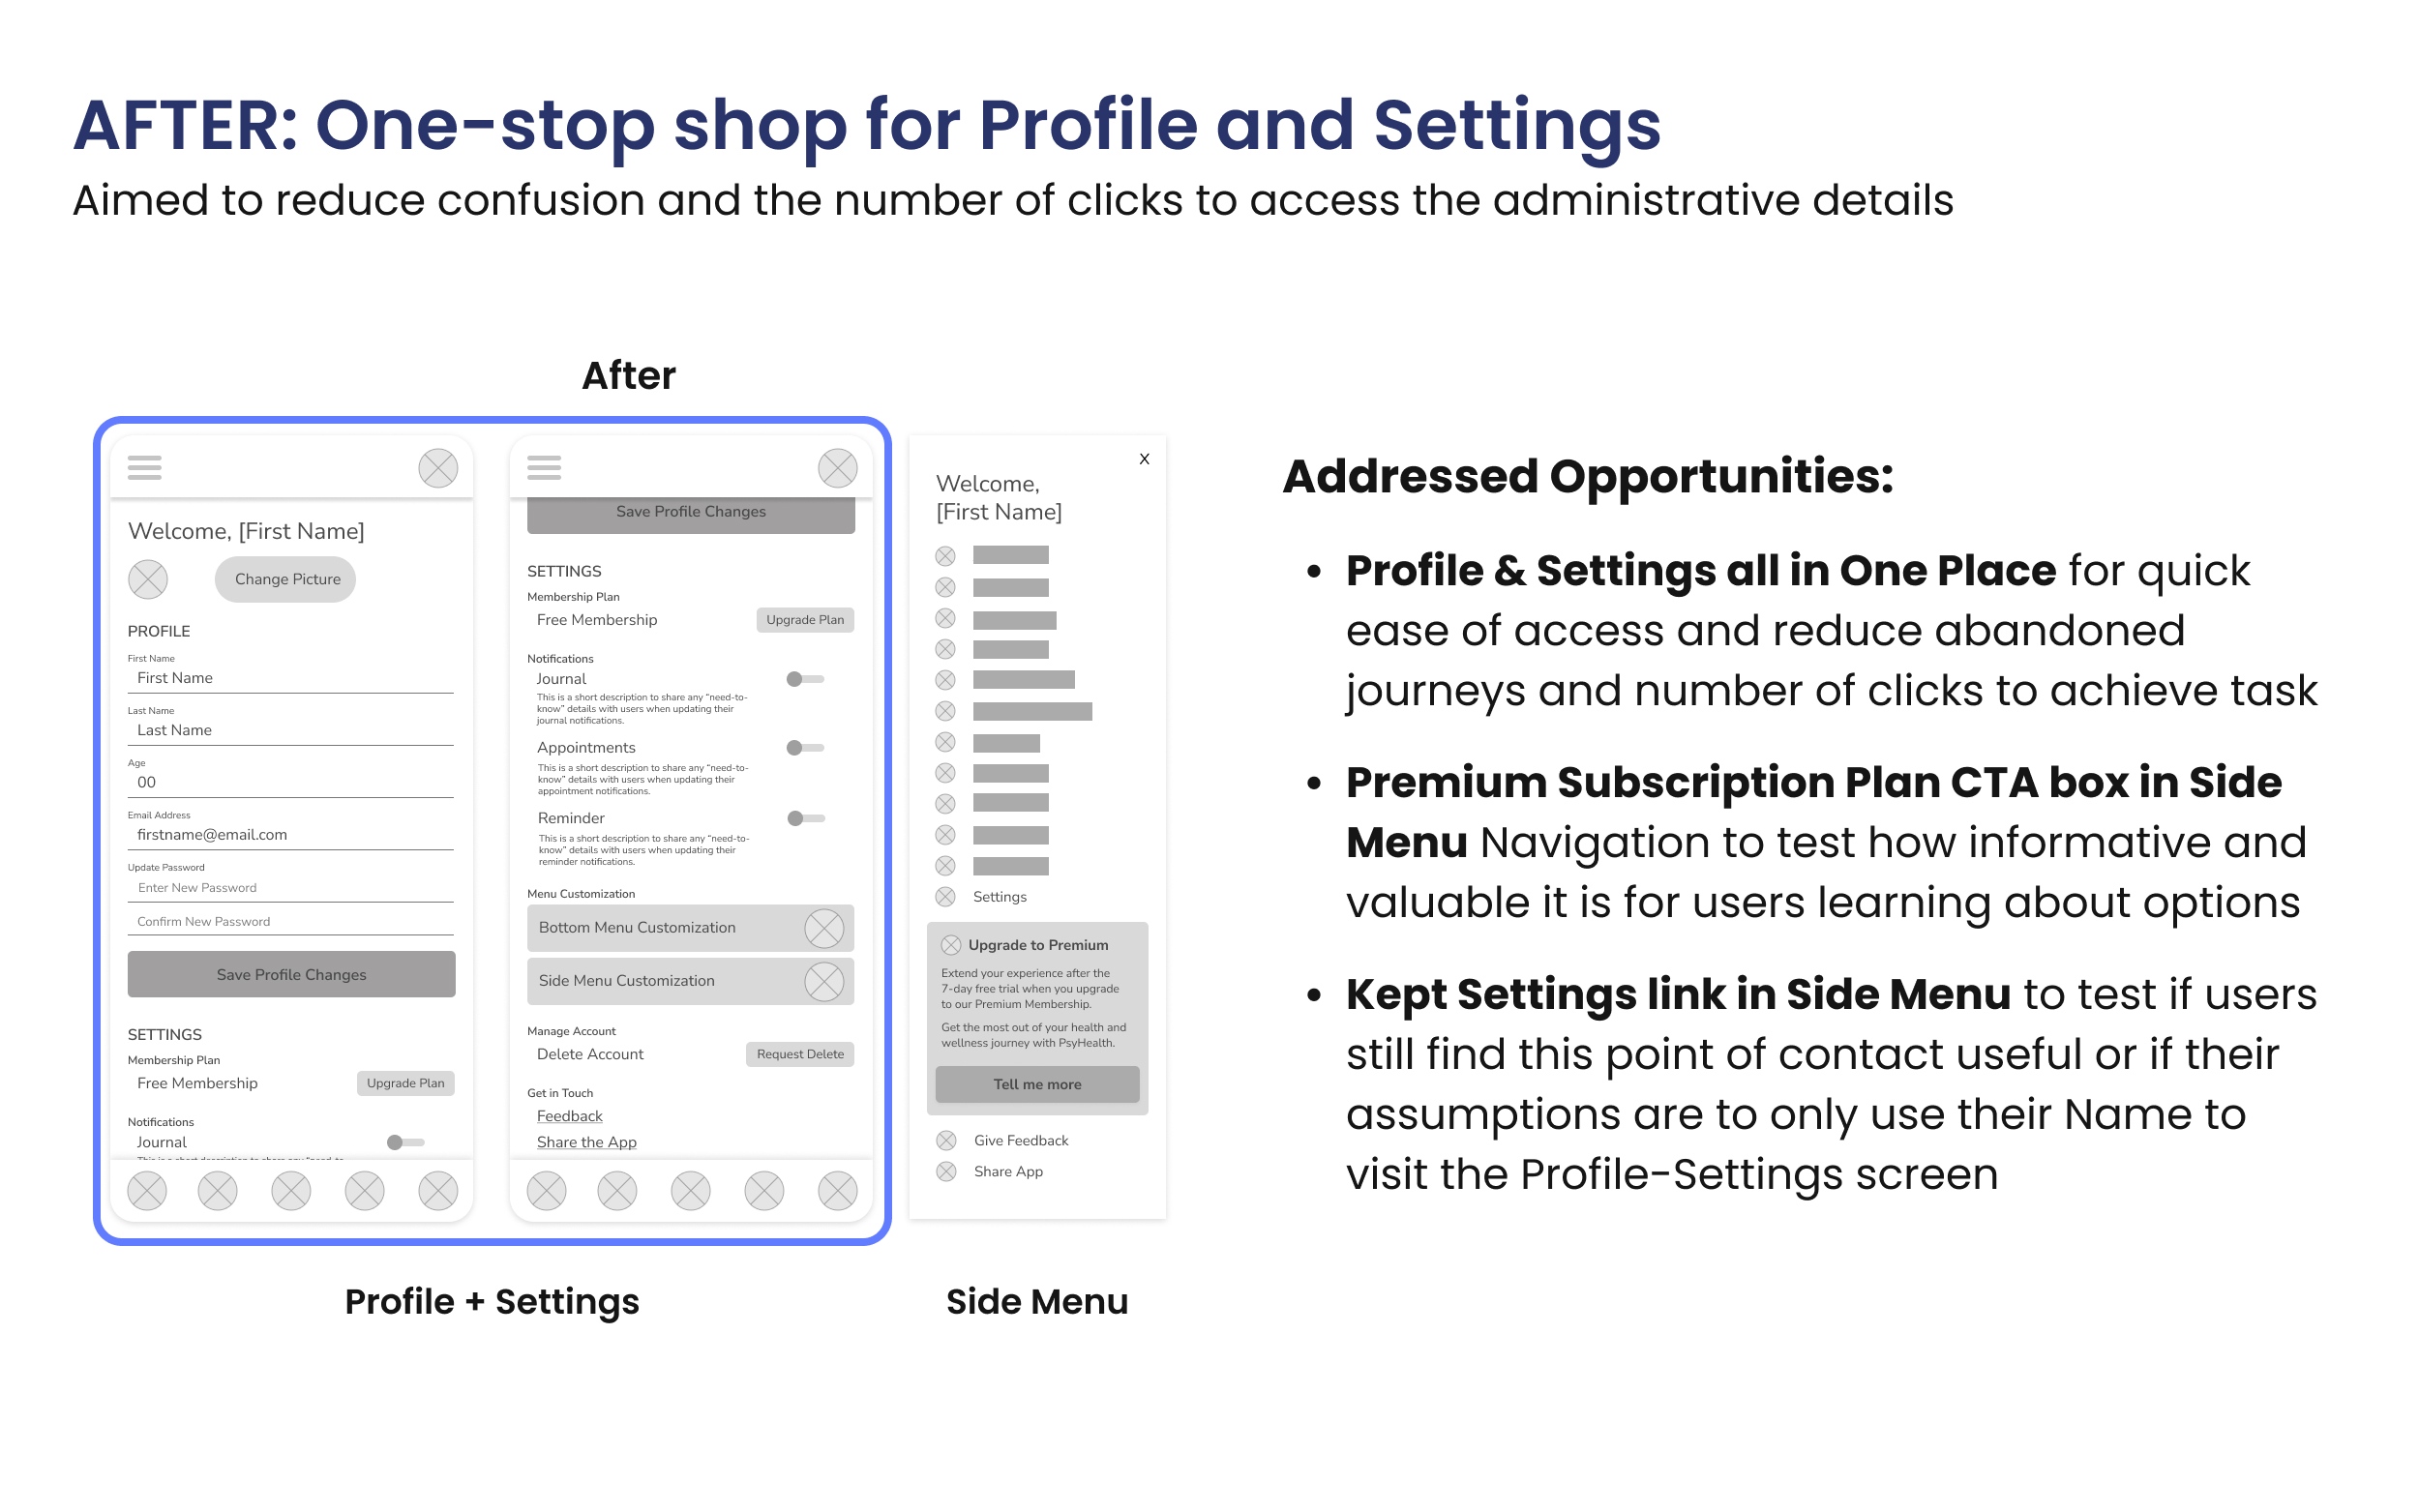 AFTER: One-stop shop for Profile and Settings
Aimed to reduce confusion and the number of clicks to access the administrative details
After
Welcome, [First Name]
Change Picture
PROFILE
First Name
First Name
Last Name
Last Name
Age
00
Email Address
firstname@email.com
Update Password
Enter New Password
Confirm New Password
Save Profile Changes
SETTINGS
Membership Plan
Free Membership
Upgrade Plan
Notifications
Journal
Save Profile Changes
SETTINGS
Membership Plan
Free Membership
Upgrade Plan
Notifications
Journal
This is a short description to share any “need-to-
know” details with users when updating their
journal notifications.
Appointments
This is a short description to share any “need-to-
know” details with users when updating their
appointment notifications.
Reminder
This is a short description to share any “need-to-
know” details with users when updating their
reminder notifications.
Menu Customization
Bottom Menu Customization
Side Menu Customization
Manage Account
Delete Account
Request Delete
Get in Touch
Feedback
Share the App
Profile + Settings
X
Welcome,
[First Name]
Settings
Upgrade to Premium
Extend your experience after the
7-day free trial when you upgrade
to our Premium Membership.
Get the most out of your health and
wellness journey with PsyHealth.
Tell me more
Give Feedback
Share App
Side Menu
Addressed Opportunities:
• Profile & Settings all in One Place for quick
ease of access and reduce abandoned
journeys and number of clicks to achieve task
• Premium Subscription Plan CTA box in Side
Menu Navigation to test how informative and
valuable it is for users learning about options
• Kept Settings link in Side Menu to test if users
still find this point of contact useful or if their
assumptions are to only use their Name to
visit the Profile-Settings screen